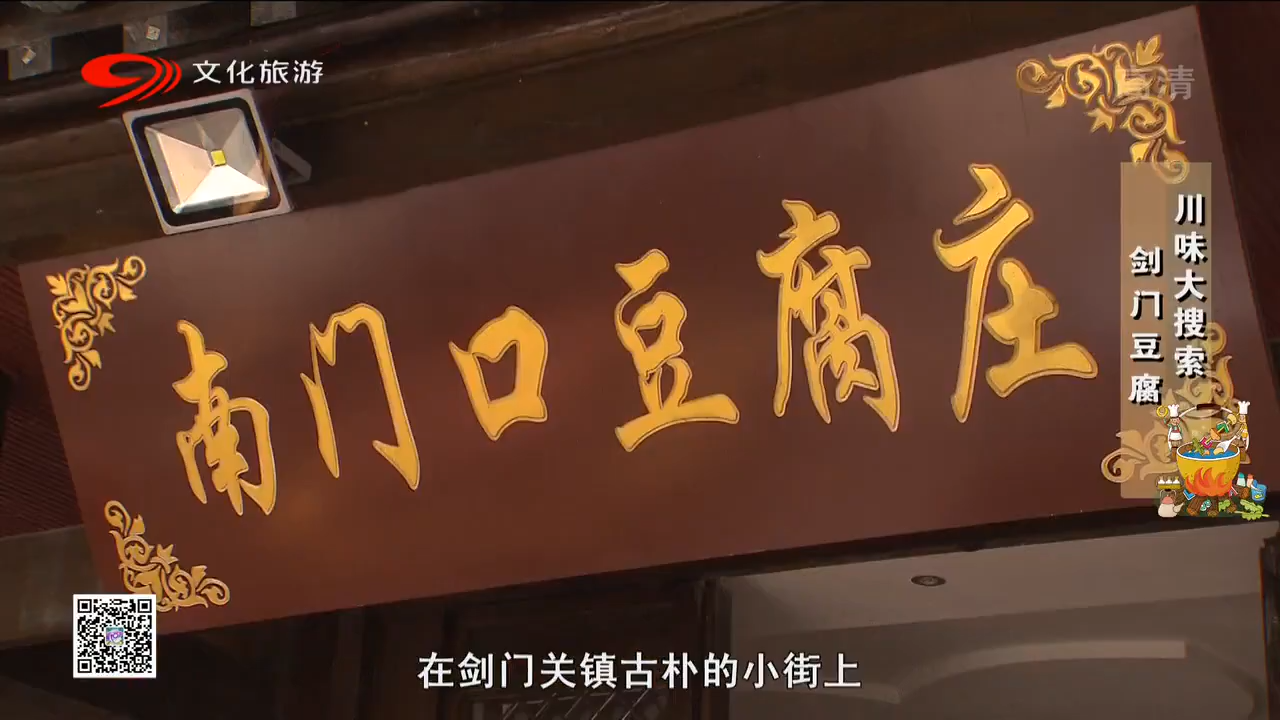 文化旅游
高清
南门口豆腐庄
川味大搜索
剑门豆腐
在剑门关镇古朴的小街上